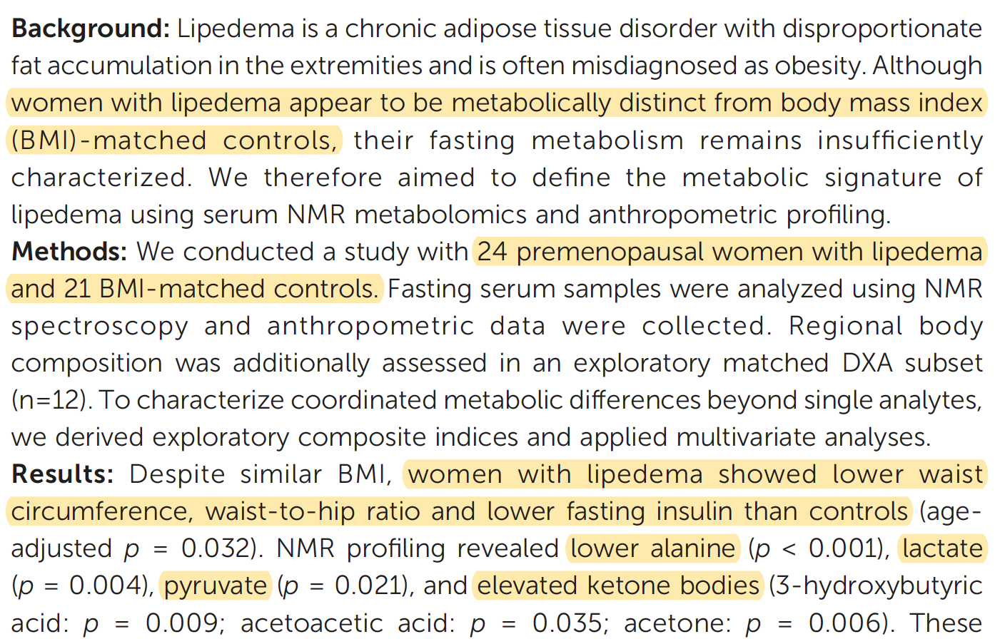 Background: Lipedema is a chronic adipose tissue disorder with disproportionate
fat accumulation in the extremities and is often misdiagnosed as obesity. Although
women with lipedema appear to be metabolically distinct from body mass index
(BMI)-matched controls, their fasting metabolism remains insufficiently
characterized. We therefore aimed to define the metabolic signature of
lipedema using serum NMR metabolomics and anthropometric profiling.
Methods: We conducted a study with 24 premenopausal women with lipedema
and 21 BMI-matched controls. Fasting serum samples were analyzed using NMR
spectroscopy and anthropometric data were collected. Regional body
composition was additionally assessed in an exploratory matched DXA subset
(n=12). To characterize coordinated metabolic differences beyond single analytes,
we derived exploratory composite indices and applied multivariate analyses.
Results: Despite similar BMI, women with lipedema showed lower waist
circumference, waist-to-hip ratio and lower fasting insulin than controls (age-
adjusted p = 0.032). NMR profiling revealed lower alanine (p < 0.001), lactate
(p = 0.004), pyruvate (p = 0.021), and elevated ketone bodies (3-hydroxybutyric
acid: p = 0.009; acetoacetic acid: p = 0.035; acetone: p = 0.006). These